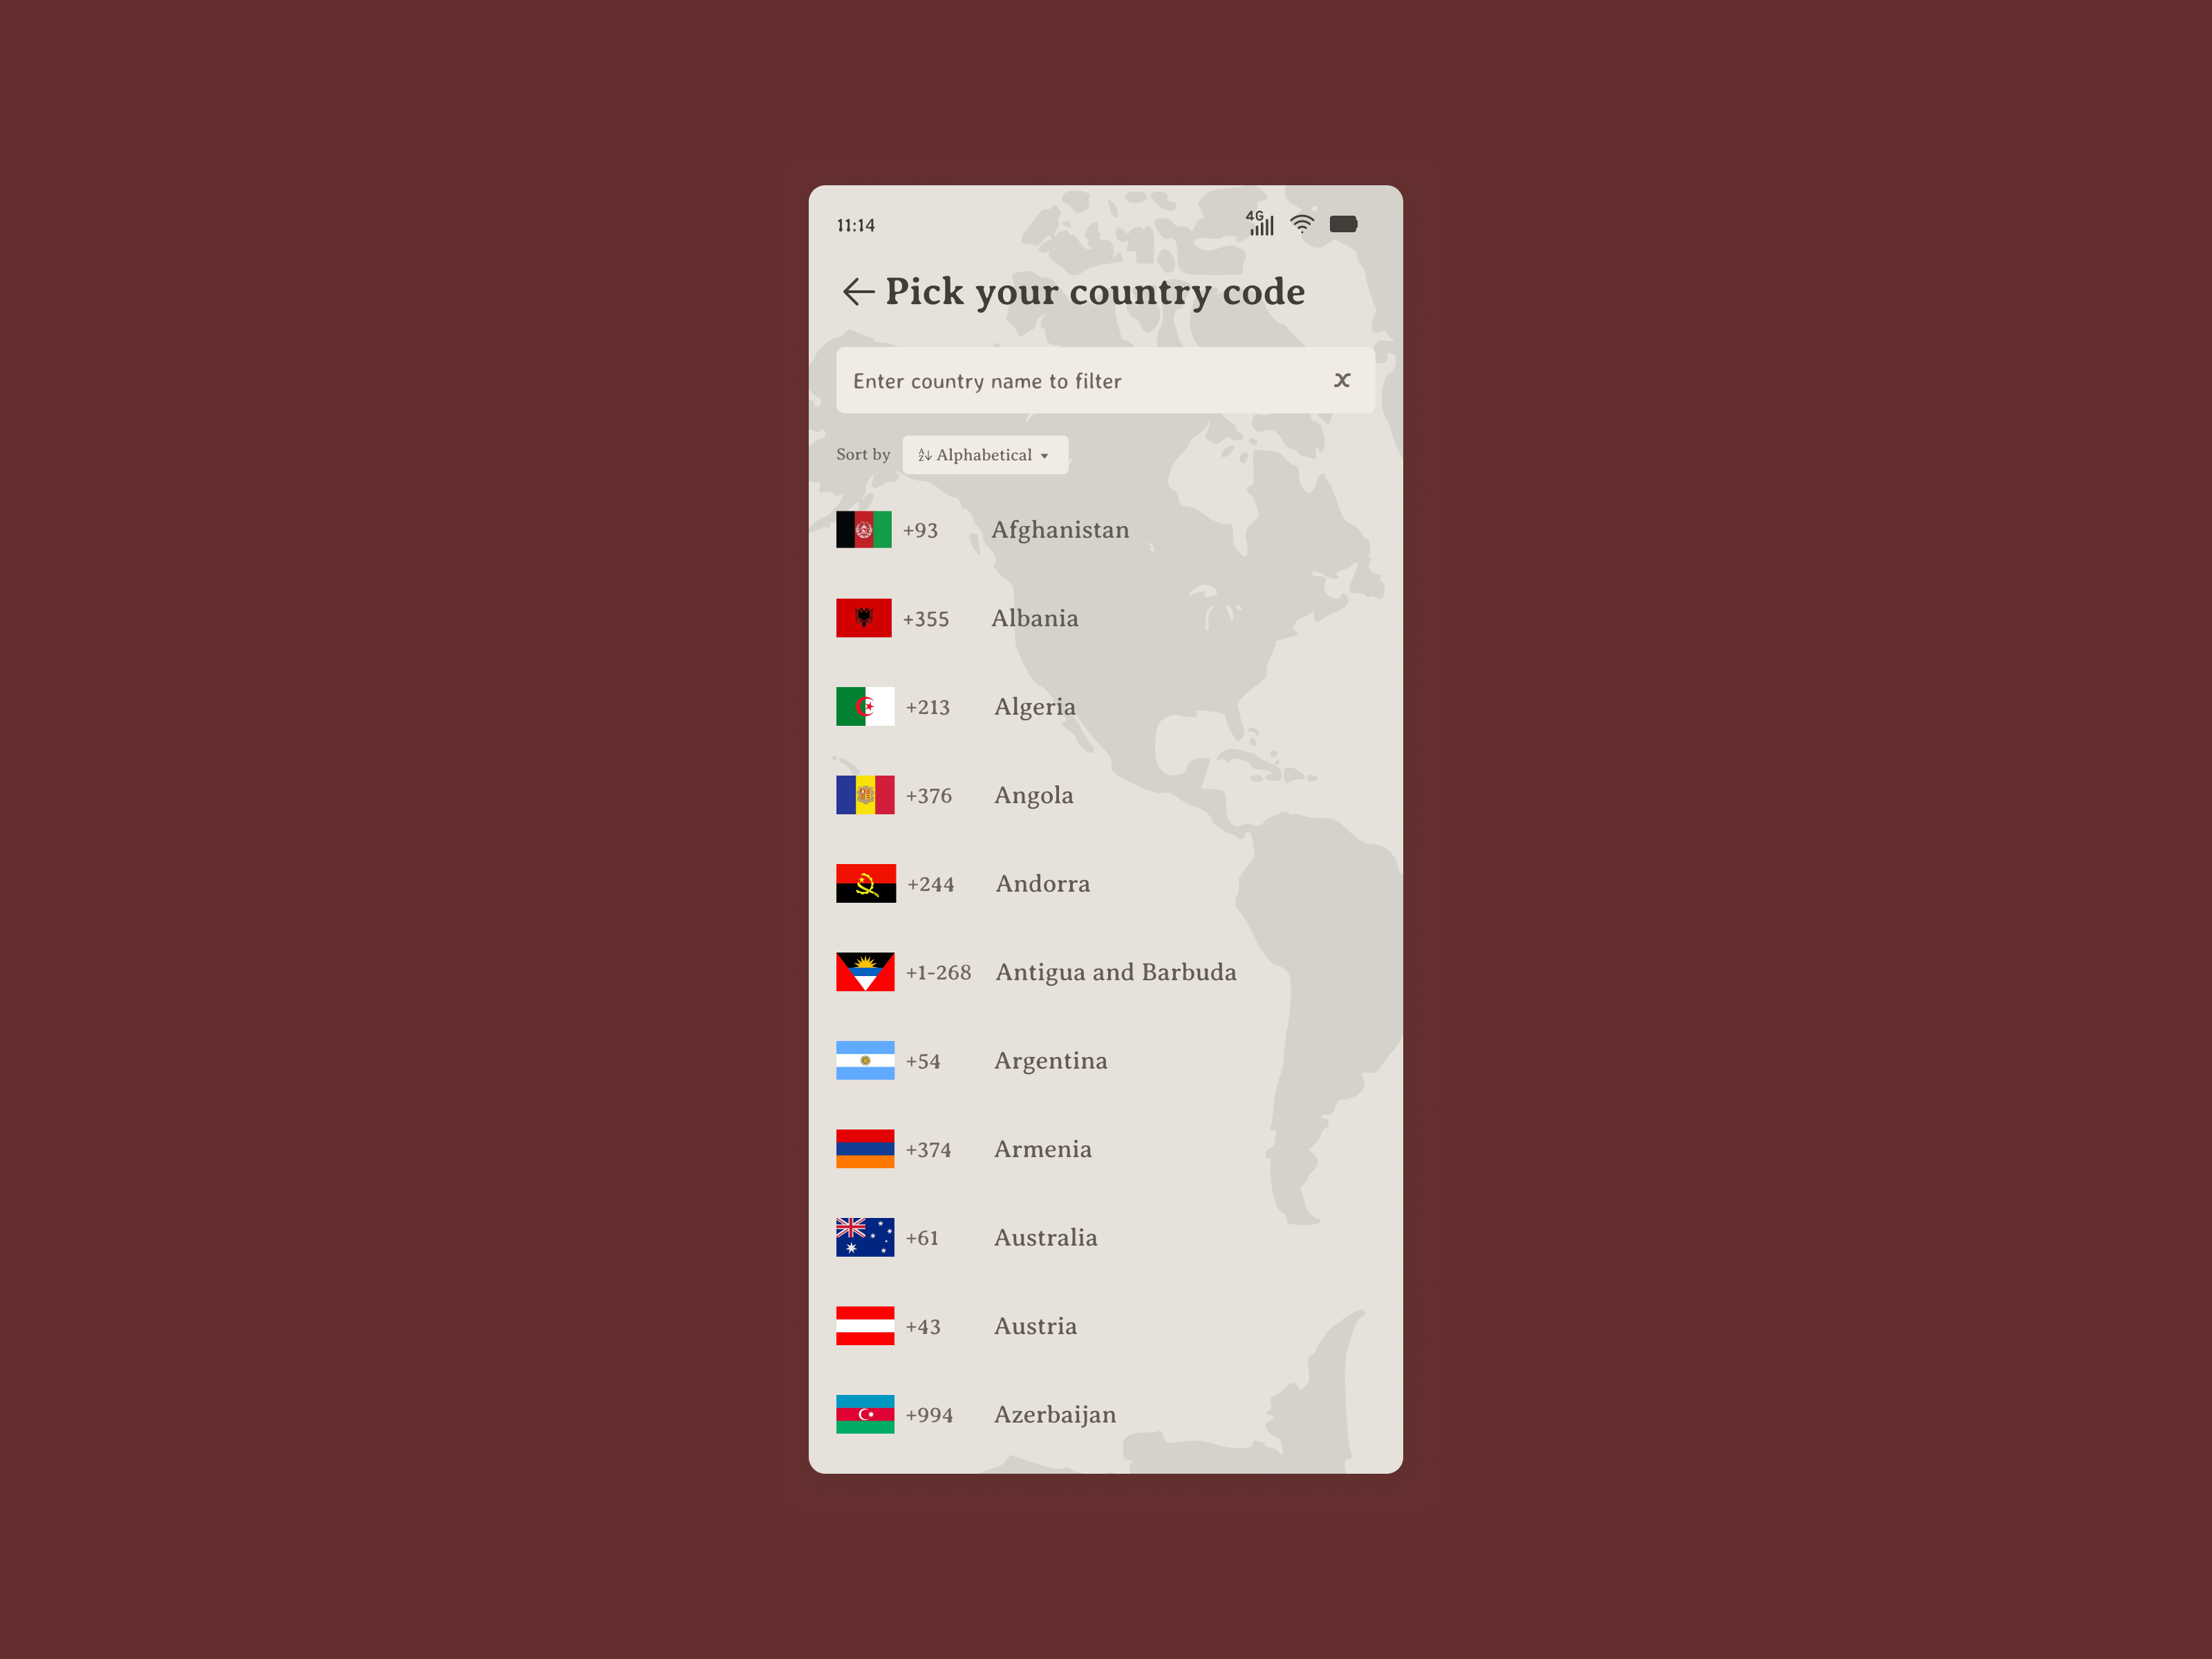 11:14
4G
Pick your country code
Enter country name to filter
Sort by
AZ Alphabetical
+93 Afghanistan
+355 Albania
+213 Algeria
+376 Angola
+244 Andorra
+1-268 Antigua and Barbuda
+54 Argentina
+374 Armenia
+61 Australia
+43 Austria
+994 Azerbaijan